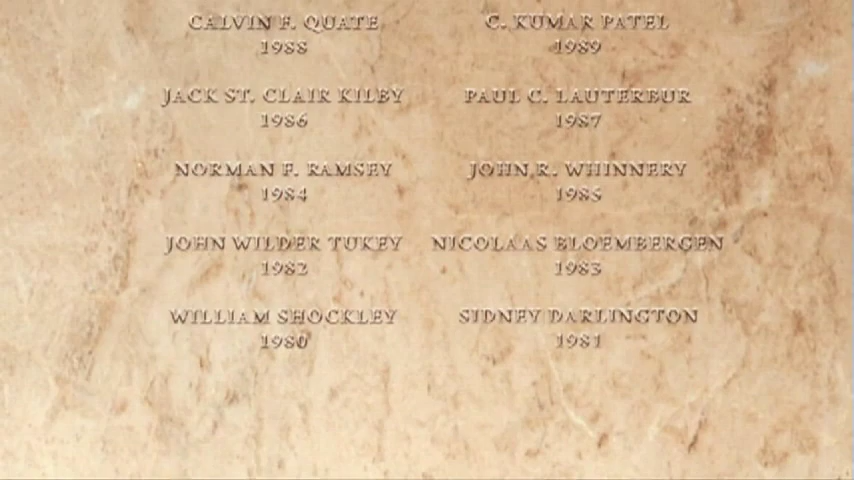 CALVIN F. QUATE
1988
C. KUMAR PATEL
1989
JACK ST. CLAIR KILBY
1986
PAUL C. LAUTERBUR
1987
NORMAN F. RAMSEY
1984
JOHN R. WHINNERY
1985
JOHN WILDER TUKEY
1982
NICOLAAS BLOEMBERGEN
1983
WILLIAM SHOCKLEY
1980
SIDNEY DARLINGTON
1981